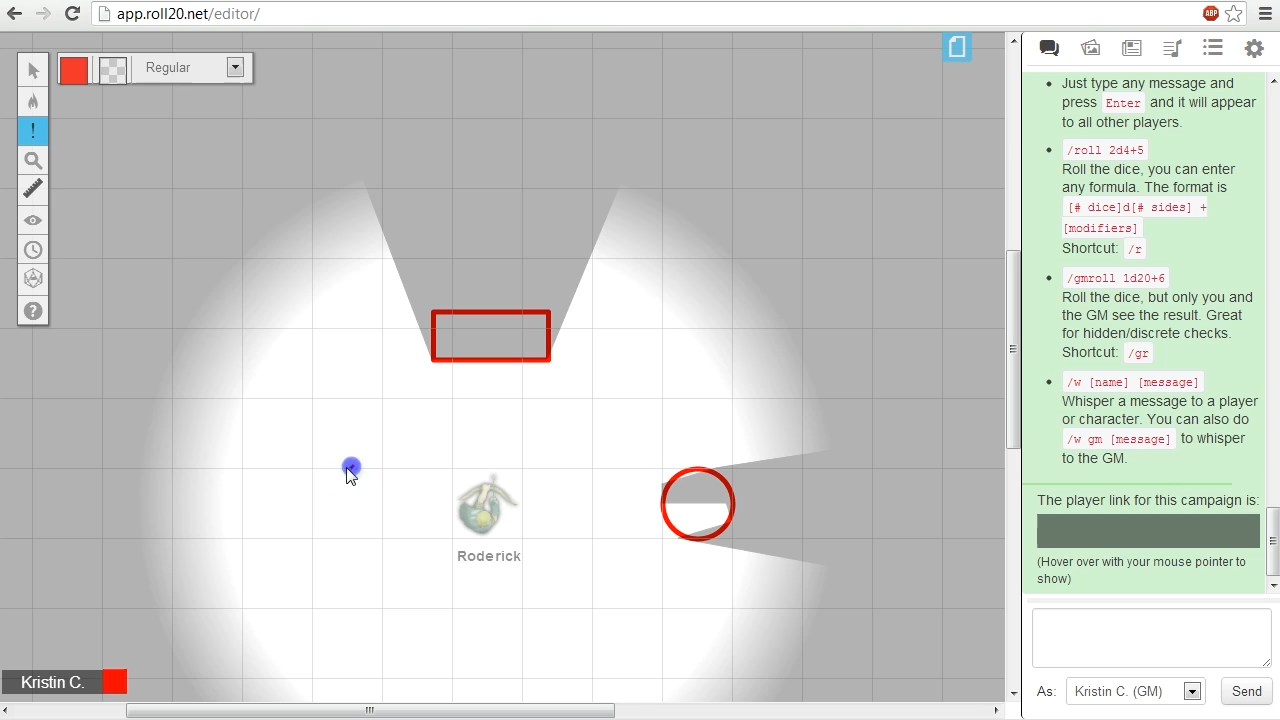 app.roll20.net/editor/
ABP
Regular
!
?
Roderick
Kristin C.
Just type any message and
press Enter and it will appear
to all other players.
/roll 2d4+5
Roll the dice, you can enter
any formula. The format is
[# dice]d[# sides] +
[modifiers]
Shortcut: /r
/gmroll 1d20+6
Roll the dice, but only you and
the GM see the result. Great
for hidden/discrete checks.
Shortcut: /gr
/w [name] [message]
Whisper a message to a player
or character. You can also do
/w gm [message] to whisper
to the GM.
The player link for this campaign is:
(Hover over with your mouse pointer to
show)
As: Kristin C. (GM)
Send